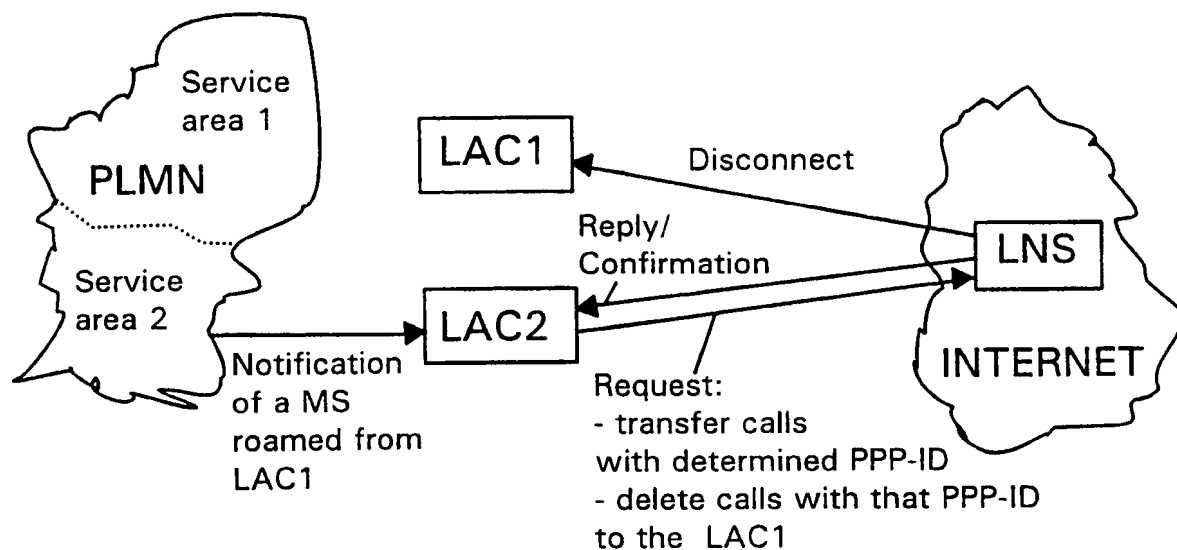 Service
area 1
PLMN
Service
area 2
Notification
of a MS
roamed from
LAC1
LAC1
LAC2
Disconnect
Reply/
Confirmation
Request:
- transfer calls
with determined PPP-ID
- delete calls with that PPP-ID
to the LAC1
LNS
INTERNET